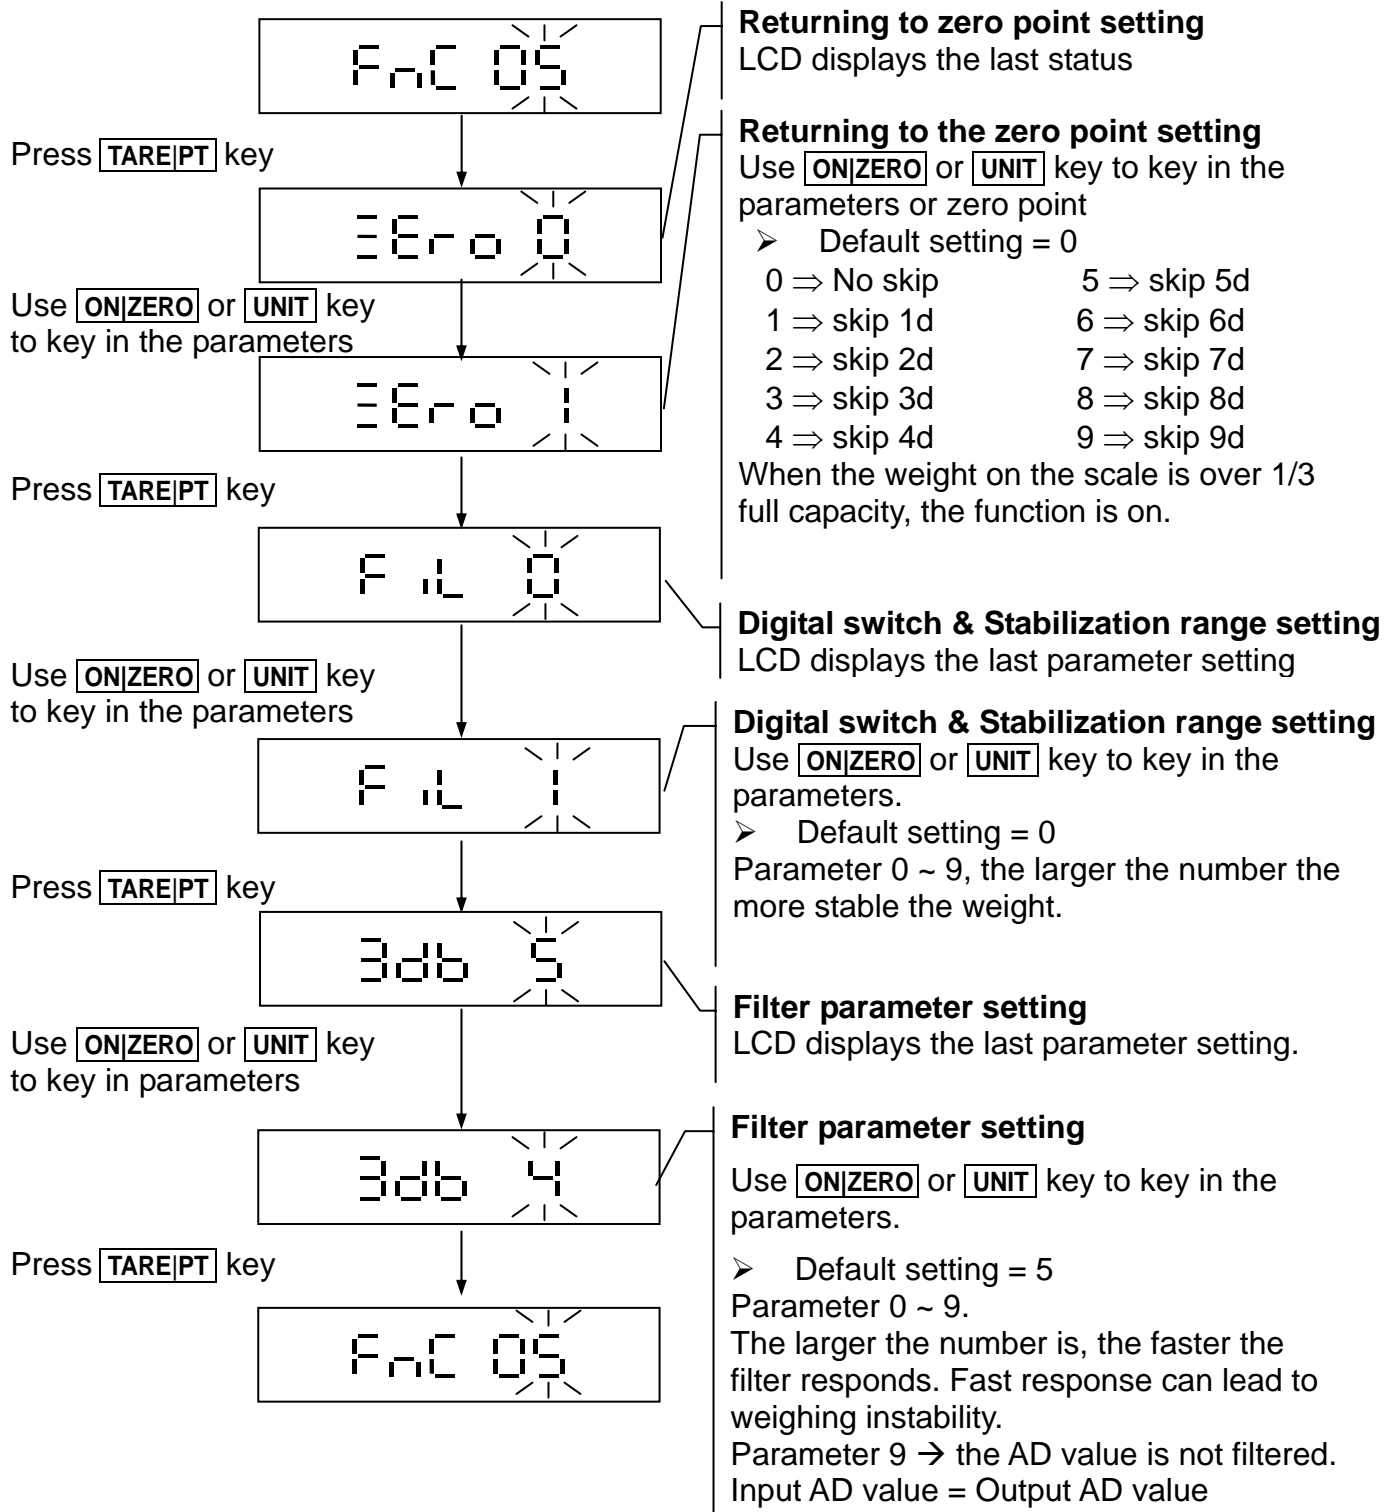 FnC 05
Returning to zero point setting
LCD displays the last status
Press TARE|PT key
Returning to the zero point setting
Use ON|ZERO or UNIT key to key in the
parameters or zero point
➢ Default setting = 0
0 ⇒ No skip 5 ⇒ skip 5d
1 ⇒ skip 1d 6 ⇒ skip 6d
2 ⇒ skip 2d 7 ⇒ skip 7d
3 ⇒ skip 3d 8 ⇒ skip 8d
4 ⇒ skip 4d 9 ⇒ skip 9d
When the weight on the scale is over 1/3
full capacity, the function is on.
ZEro 0
Use ON|ZERO or UNIT key
to key in the parameters
ZEro 1
Press TARE|PT key
FiL 0
Digital switch & Stabilization range setting
LCD displays the last parameter setting
Use ON|ZERO or UNIT key
to key in the parameters
FiL 1
Digital switch & Stabilization range setting
Use ON|ZERO or UNIT key to key in the
parameters.
➢ Default setting = 0
Parameter 0 ~ 9, the larger the number the
more stable the weight.
Press TARE|PT key
3db 5
Filter parameter setting
LCD displays the last parameter setting.
Use ON|ZERO or UNIT key
to key in parameters
3db 4
Filter parameter setting
Use ON|ZERO or UNIT key to key in the
parameters.
➢ Default setting = 5
Parameter 0 ~ 9.
The larger the number is, the faster the
filter responds. Fast response can lead to
weighing instability.
Parameter 9 → the AD value is not filtered.
Input AD value = Output AD value
Press TARE|PT key
FnC 05